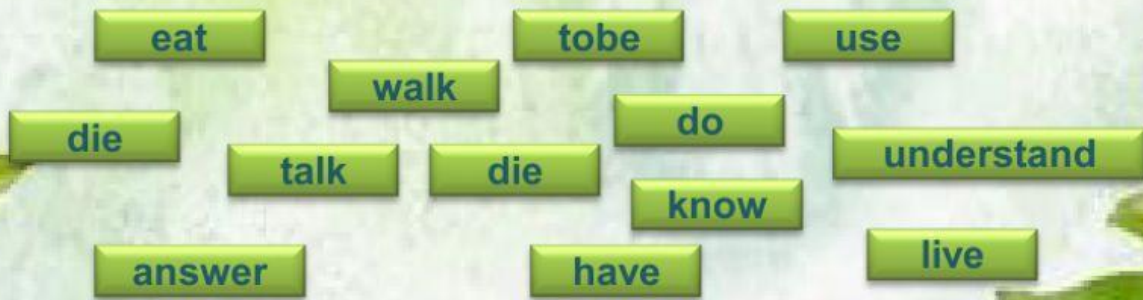 eat
tobe
use
walk
do
die
talk
die
understand
know
answer
have
live